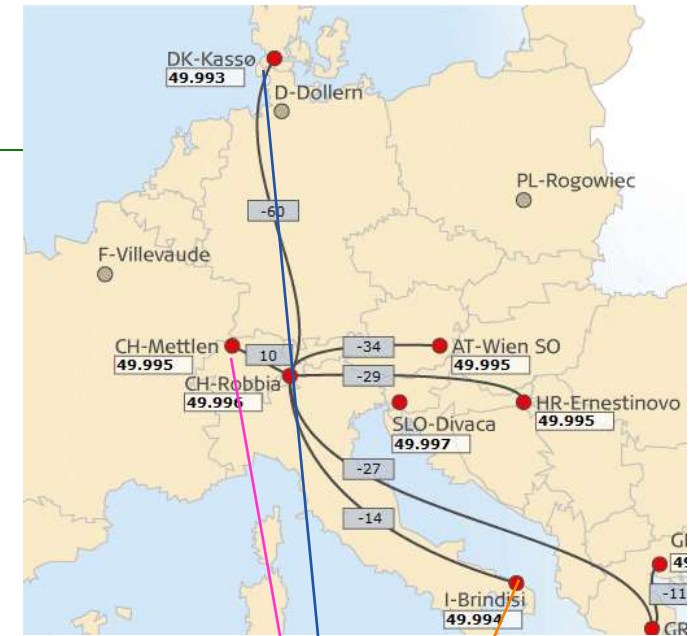 DK-Kassø
49.993
D-Dollern
PL-Rogowiec
-60
F-Villevaude
CH-Mettlen
49.995
10
-34
AT-Wien SO
49.995
CH-Robbia
49.996
-29
HR-Ernestinovo
49.995
SLO-Divaca
49.997
-27
-14
I-Brindisi
49.994
-11
GR